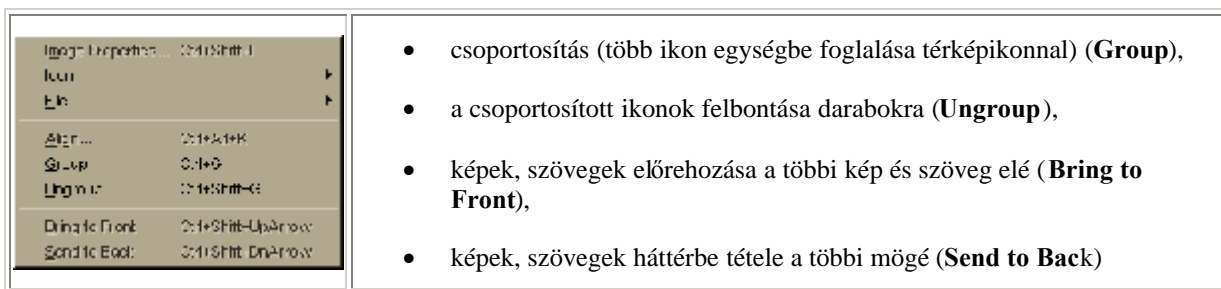 Image Properties... Ctrl+Shift+I
Icon
File
Align... Ctrl+Alt+K
Group Ctrl+G
Ungroup Ctrl+Shift+G
Bring to Front Ctrl+Shift+UpArrow
Send to Back Ctrl+Shift+DnArrow
• csoportosítás (több ikon egységbe foglalása térképikonnal) (Group),
• a csoportosított ikonok felbontása darabokra (Ungroup),
• képek, szövegek előrehozása a többi kép és szöveg elé (Bring to
Front),
• képek, szövegek háttérbe tétele a többi mögé (Send to Back)